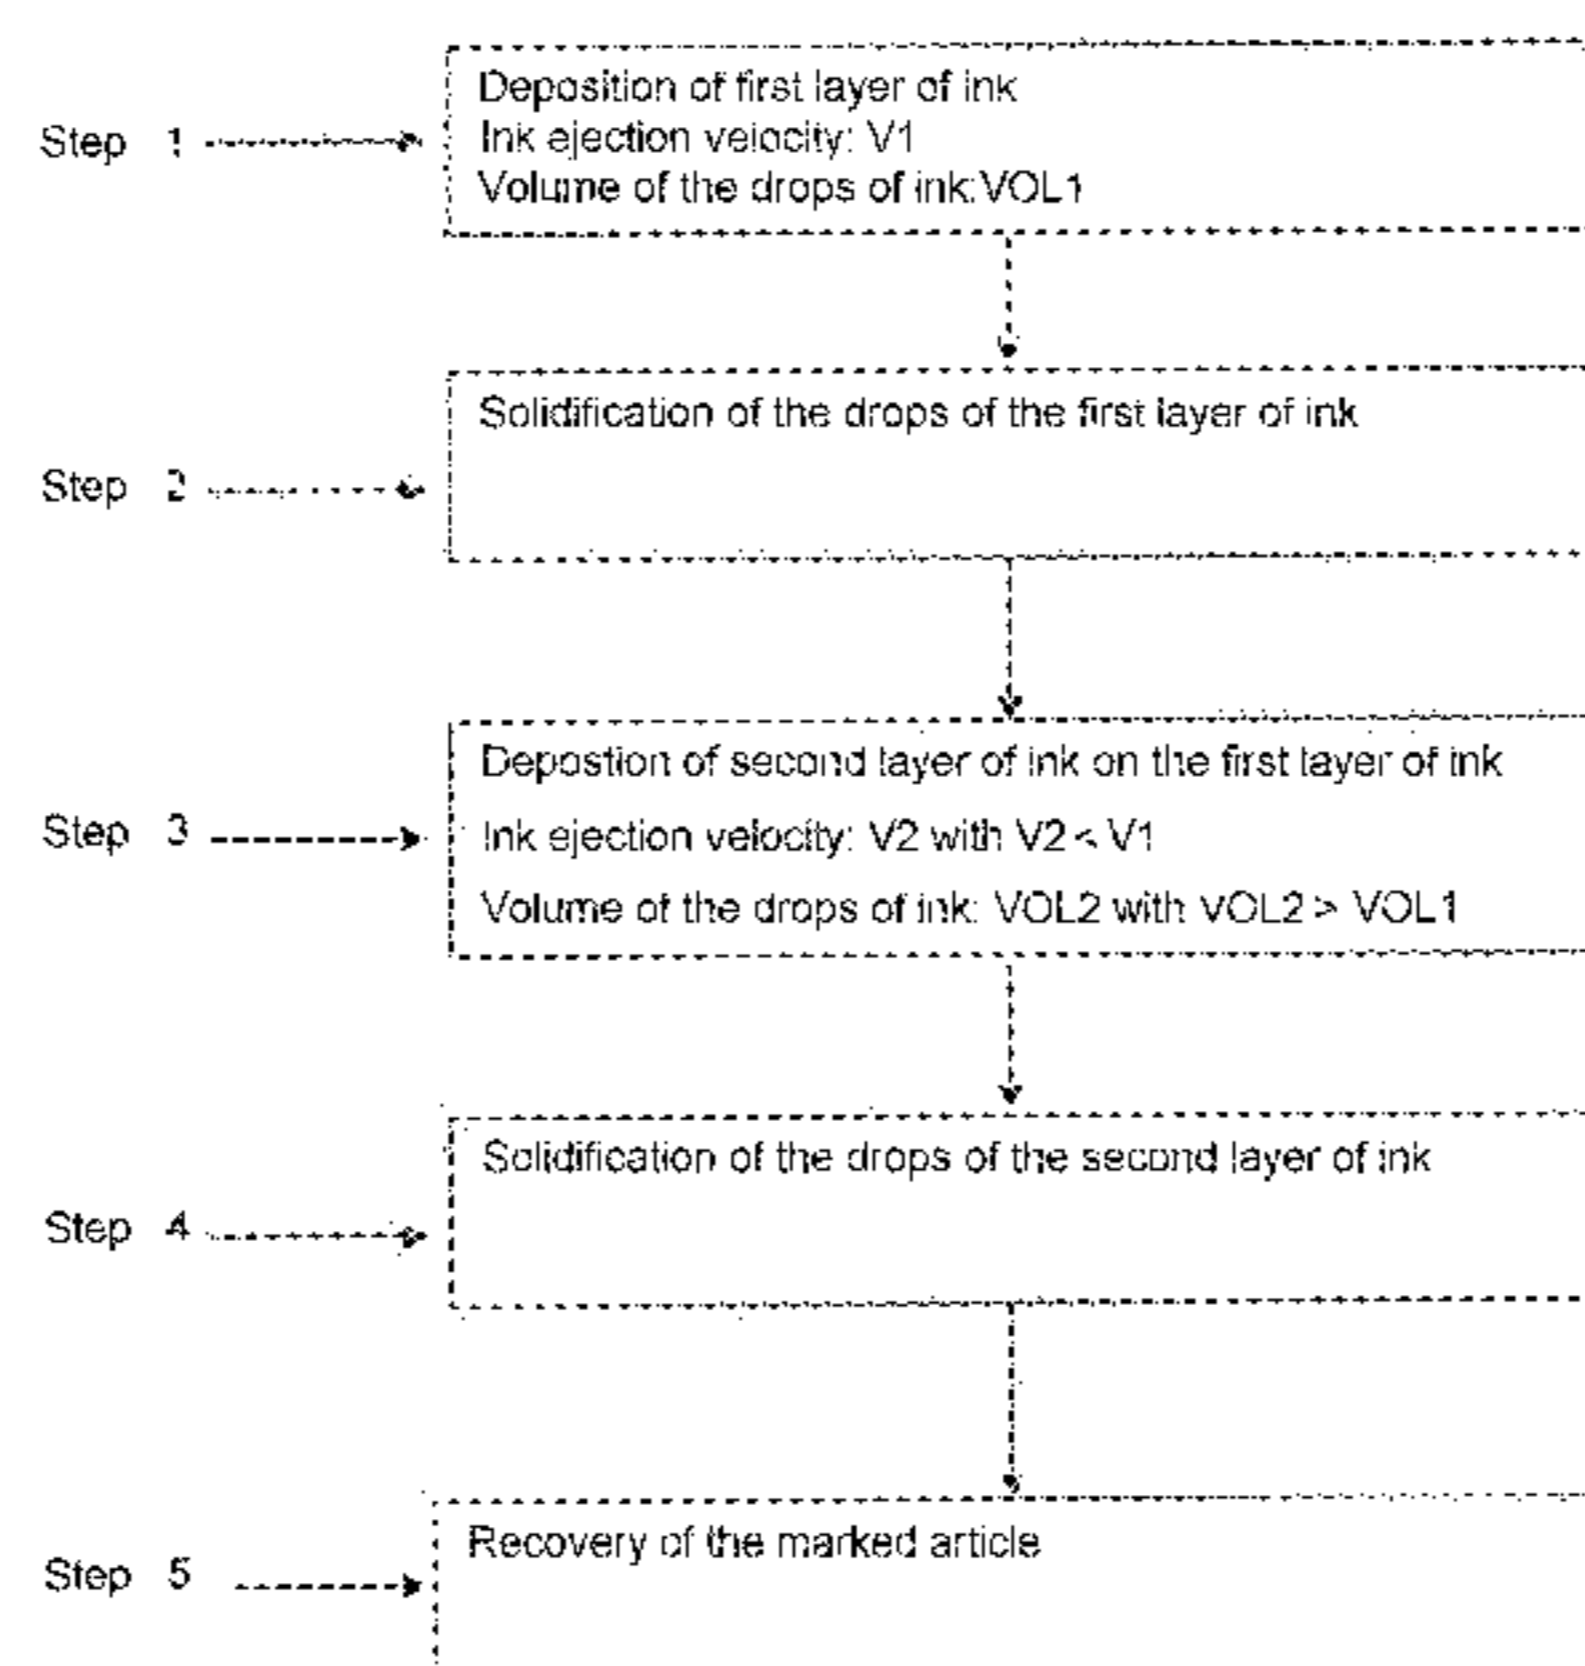 Deposition of first layer of ink
Step 1
Ink ejection velocity: V1
Volume of the drops of ink:VOL1
Solidification of the drops of the first layer of ink
Step 2
Depostion of second layer of ink on the first layer of ink
Step 3
Ink ejection velocity: V2 with V2 < V1
Volume of the drops of ink: VOL2 with VOL2 > VOL1
Solidification of the drops of the second layer of ink
Step 4
Recovery of the marked article
Step 5